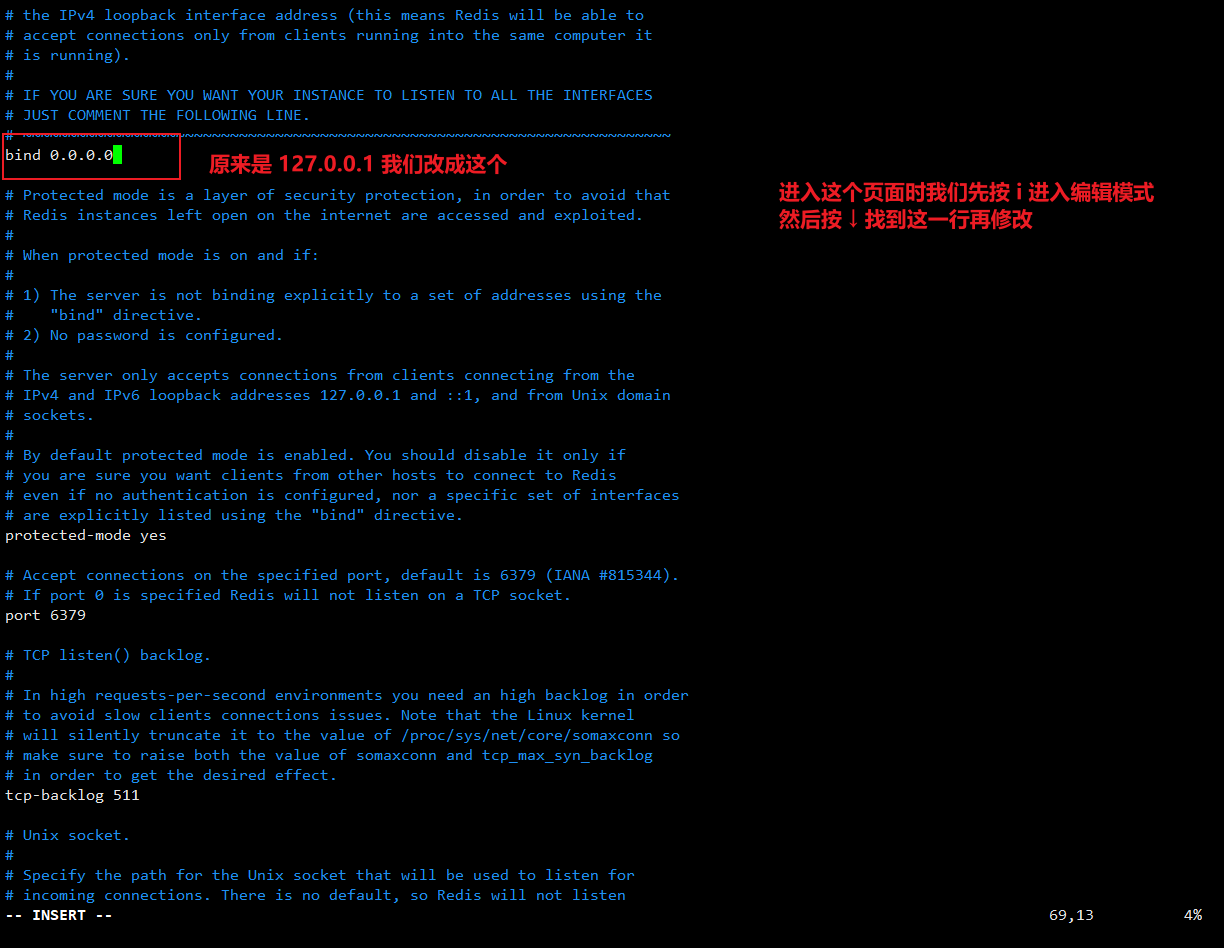 # the IPv4 loopback interface address (this means Redis will be able to
# accept connections only from clients running into the same computer it
# is running).
#
# IF YOU ARE SURE YOU WANT YOUR INSTANCE TO LISTEN TO ALL THE INTERFACES
# JUST COMMENT THE FOLLOWING LINE.
# ~~~~~~~~~~~~~~~~~~~~~~~~~~~~~~~~~~~~~~~~~~~~~~~~~~~~~~~~~~~~~~~~~~~~~~~~
bind 0.0.0.0
原来是 127.0.0.1 我们改成这个
进入这个页面时我们先按 i 进入编辑模式
然后按↓找到这一行再修改
# Protected mode is a layer of security protection, in order to avoid that
# Redis instances left open on the internet are accessed and exploited.
#
# When protected mode is on and if:
#
# 1) The server is not binding explicitly to a set of addresses using the
#    "bind" directive.
# 2) No password is configured.
#
# The server only accepts connections from clients connecting from the
# IPv4 and IPv6 loopback addresses 127.0.0.1 and ::1, and from Unix domain
# sockets.
#
# By default protected mode is enabled. You should disable it only if
# you are sure you want clients from other hosts to connect to Redis
# even if no authentication is configured, nor a specific set of interfaces
# are explicitly listed using the "bind" directive.
protected-mode yes
# Accept connections on the specified port, default is 6379 (IANA #815344).
# If port 0 is specified Redis will not listen on a TCP socket.
port 6379
# TCP listen() backlog.
#
# In high requests-per-second environments you need an high backlog in order
# to avoid slow clients connections issues. Note that the Linux kernel
# will silently truncate it to the value of /proc/sys/net/core/somaxconn so
# make sure to raise both the value of somaxconn and tcp_max_syn_backlog
# in order to get the desired effect.
tcp-backlog 511
# Unix socket.
#
# Specify the path for the Unix socket that will be used to listen for
# incoming connections. There is no default, so Redis will not listen
-- INSERT -- 69,13 4%